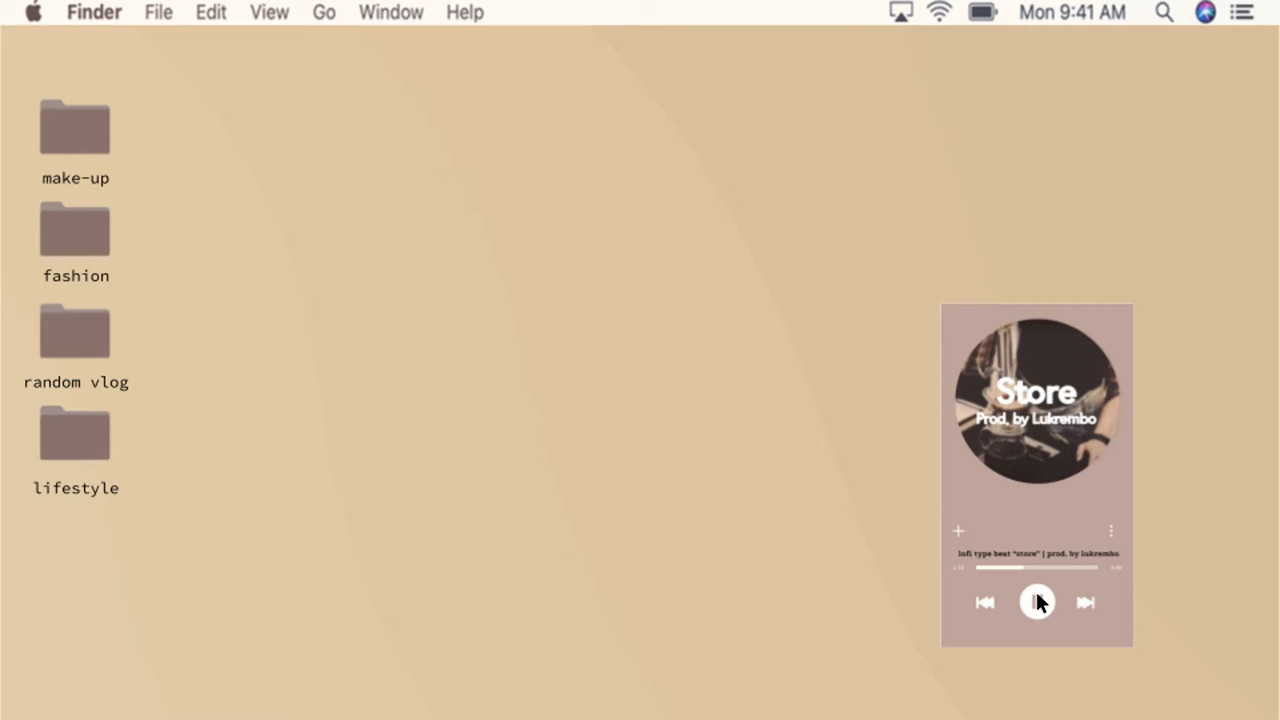 Finder File Edit View Go Window Help Mon 9:41 AM
make-up
fashion
random vlog
lifestyle
Store
Prod. by Lukrembo
lofi type beat "store" | prod. by lukrembo